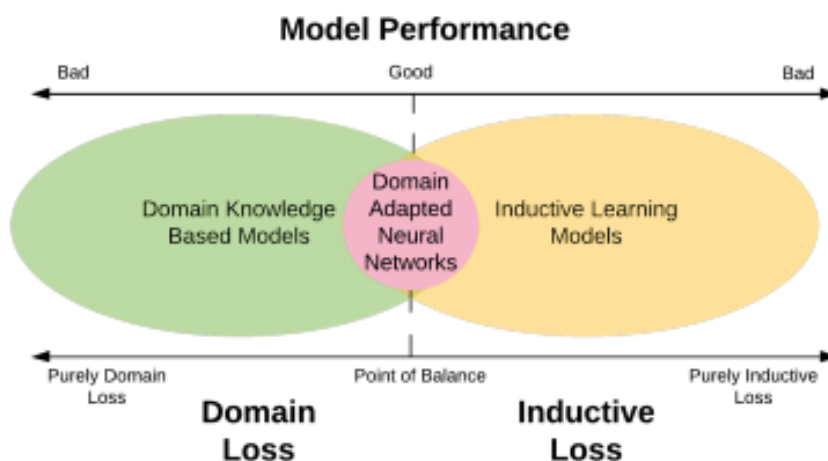 Model Performance
Bad
Good
Bad
Domain Knowledge
Based Models
Domain
Adapted
Neural
Networks
Inductive Learning
Models
Purely Domain
Loss
Point of Balance
Purely Inductive
Loss
Domain
Loss
Inductive
Loss